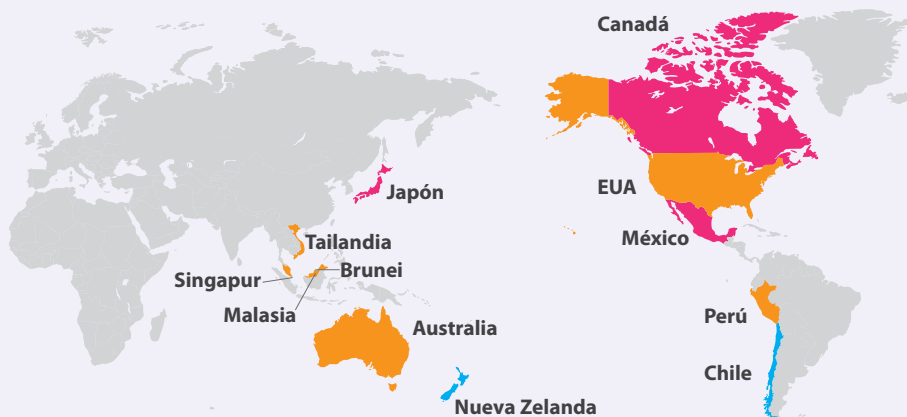 Canadá
Japón
EUA
Tailandia
México
Singapur
Brunei
Malasia
Perú
Australia
Chile
Nueva Zelanda